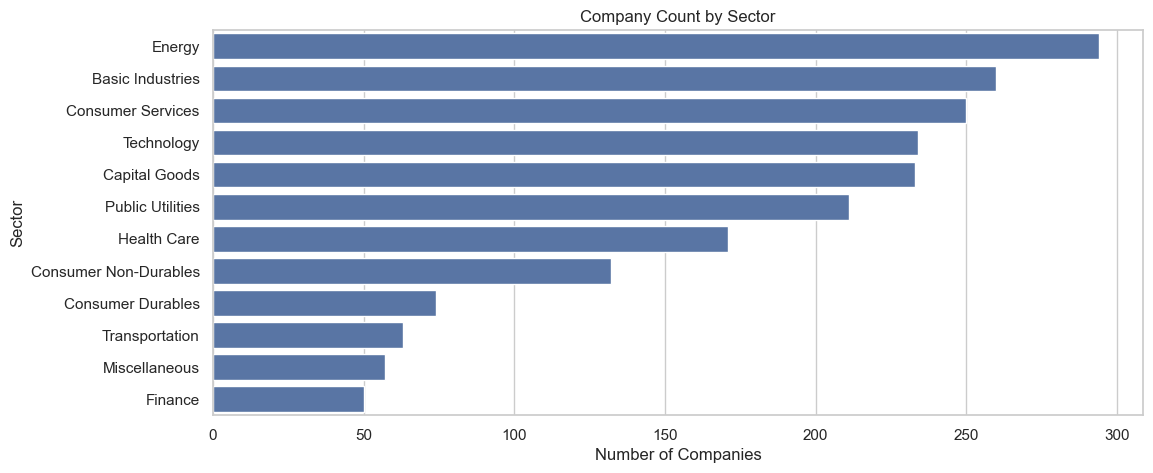 Company Count by Sector
Energy
Basic Industries
Consumer Services
Technology
Capital Goods
Public Utilities
Health Care
Consumer Non-Durables
Consumer Durables
Transportation
Miscellaneous
Finance
Sector
0 50 100 150 200 250 300
Number of Companies